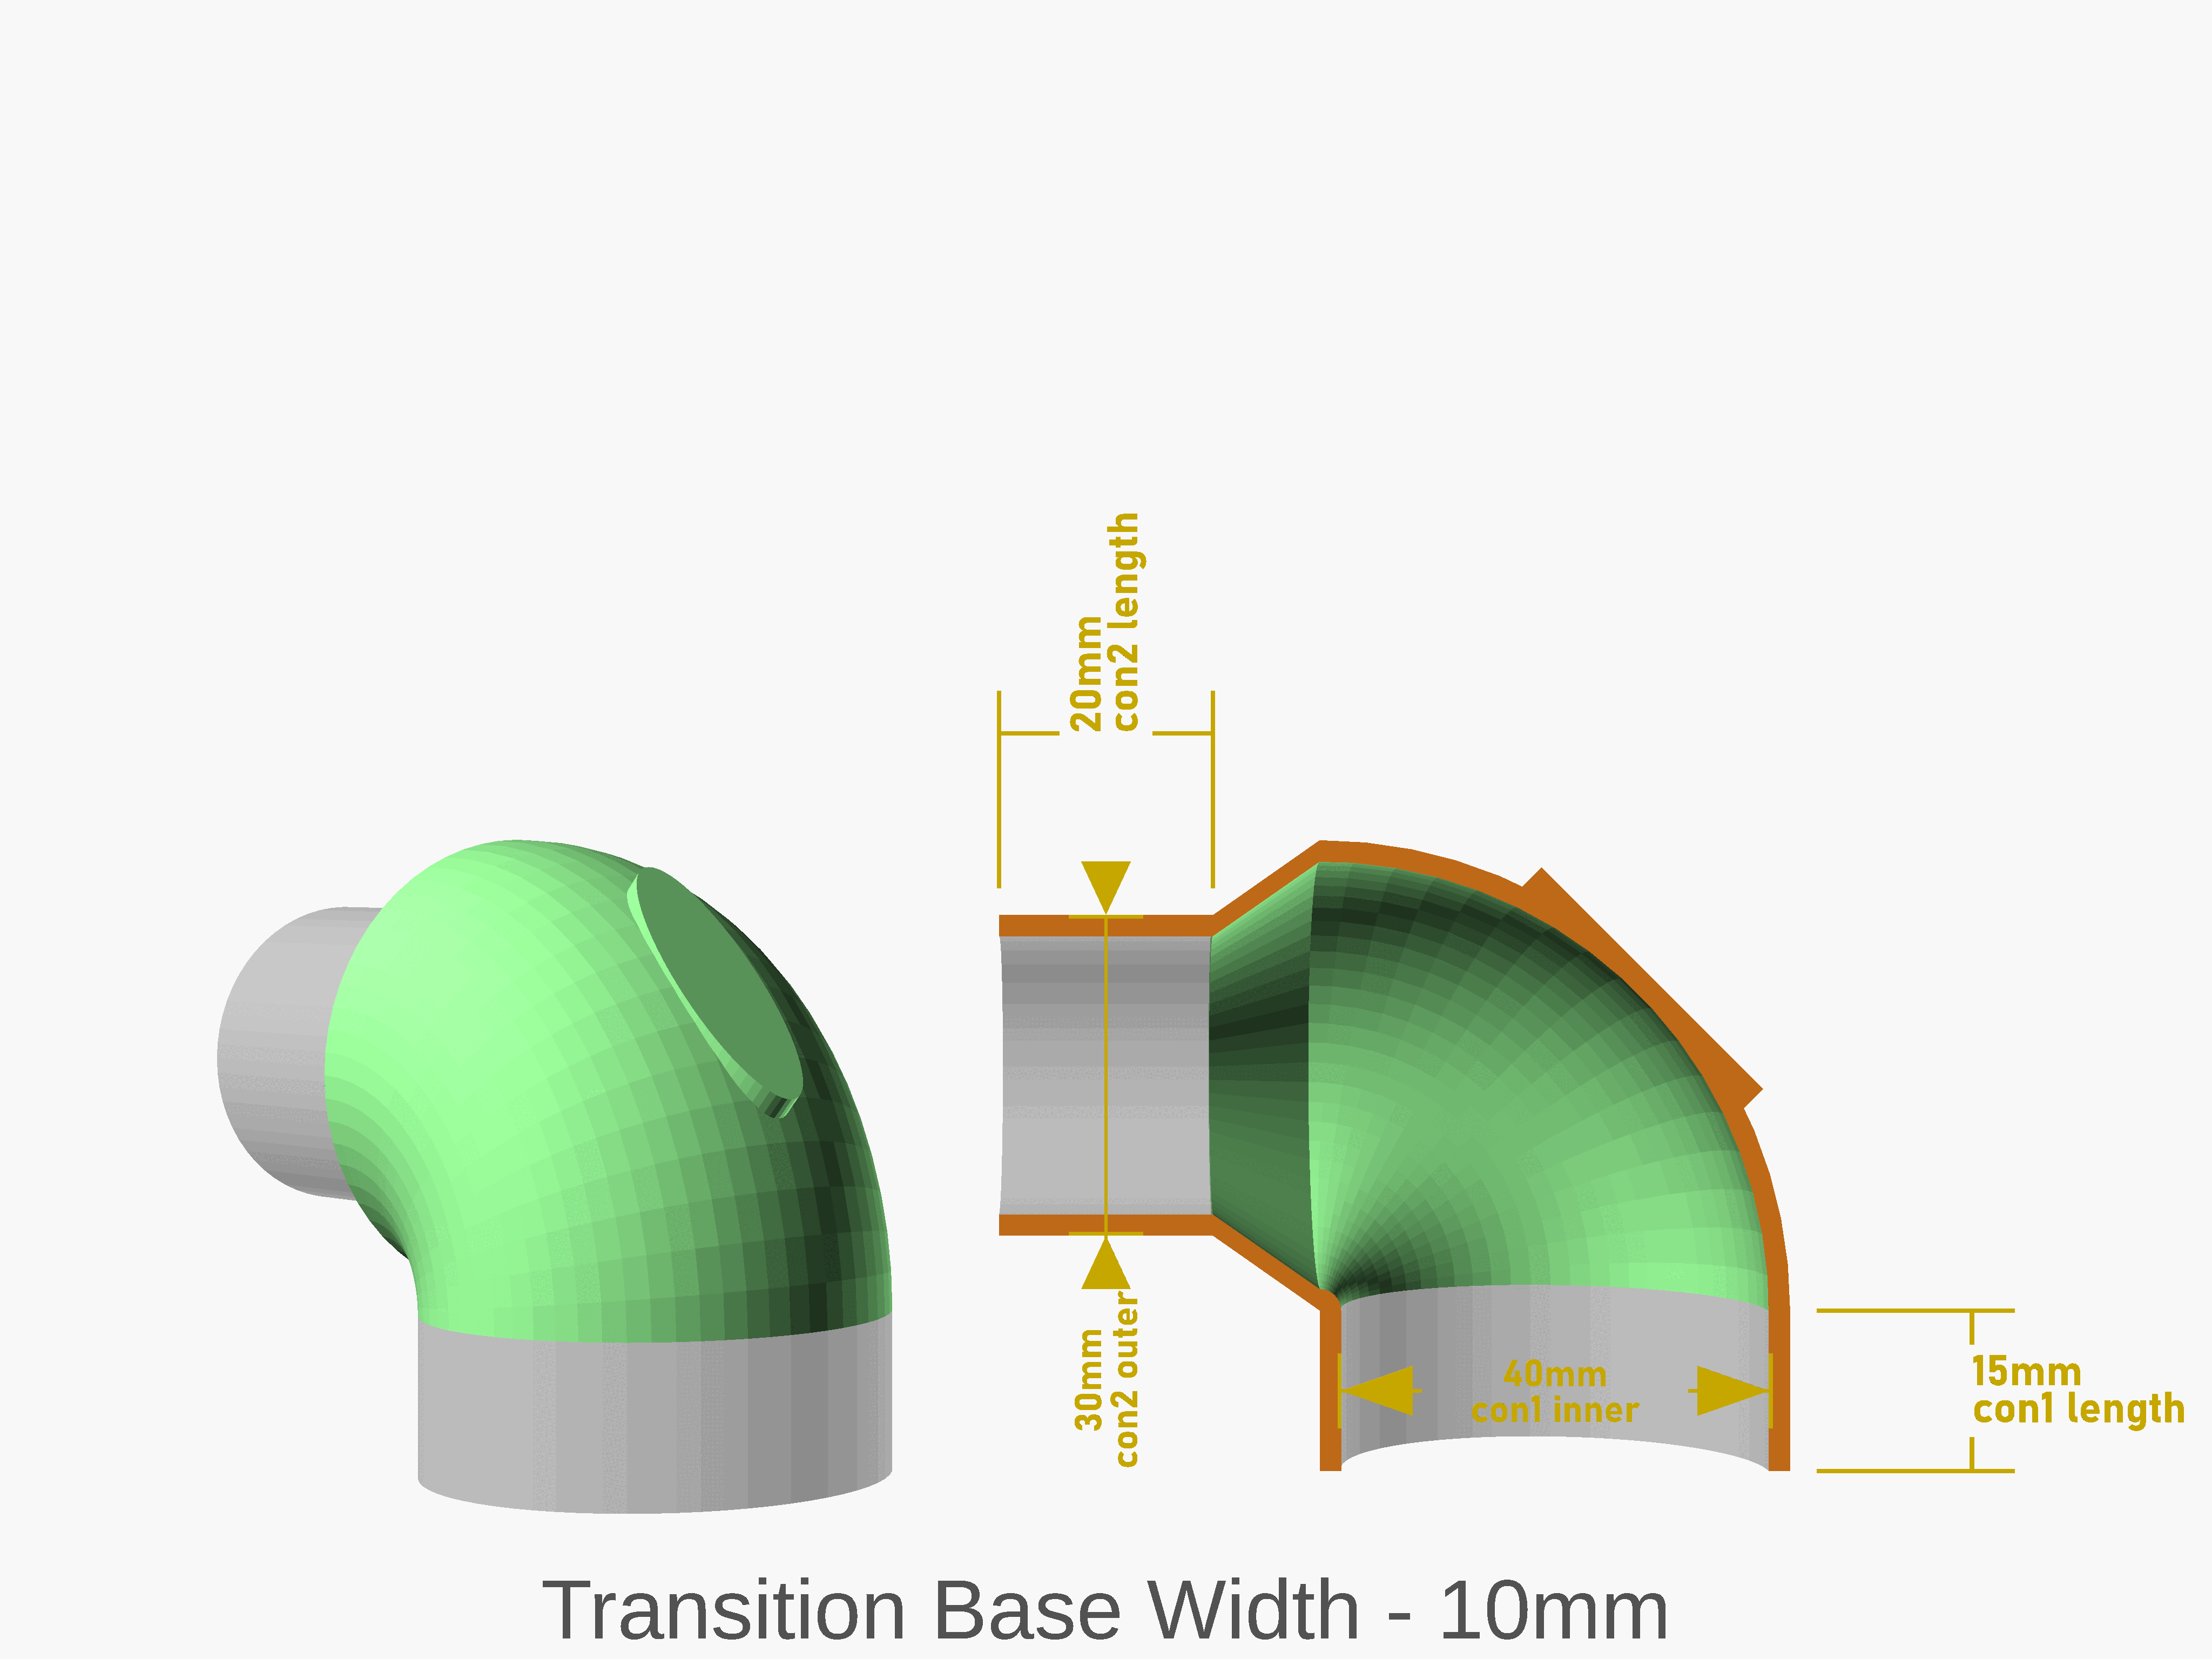 20mm
con2 length
30mm
con2 outer
40mm
con1 inner
15mm
con1 length
Transition Base Width - 10mm